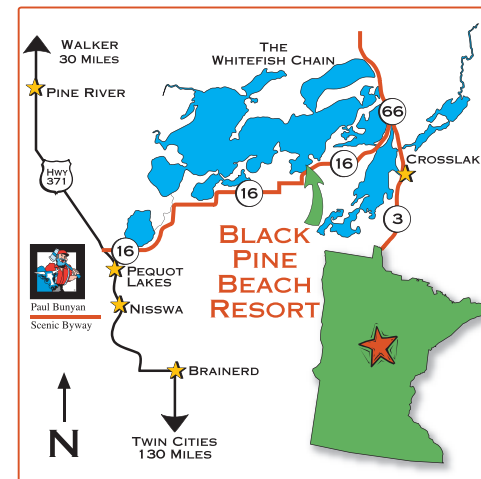 WALKER
30 MILES
THE
WHITEFISH CHAIN
PINE RIVER
66
CROSSLAK
16
HWY
371
16
3
16
BLACK
PINE
BEACH
RESORT
PEQUOT
LAKES
Paul Bunyan
Scenic Byway
NISSWA
BRAINERD
N
TWIN CITIES
130 MILES